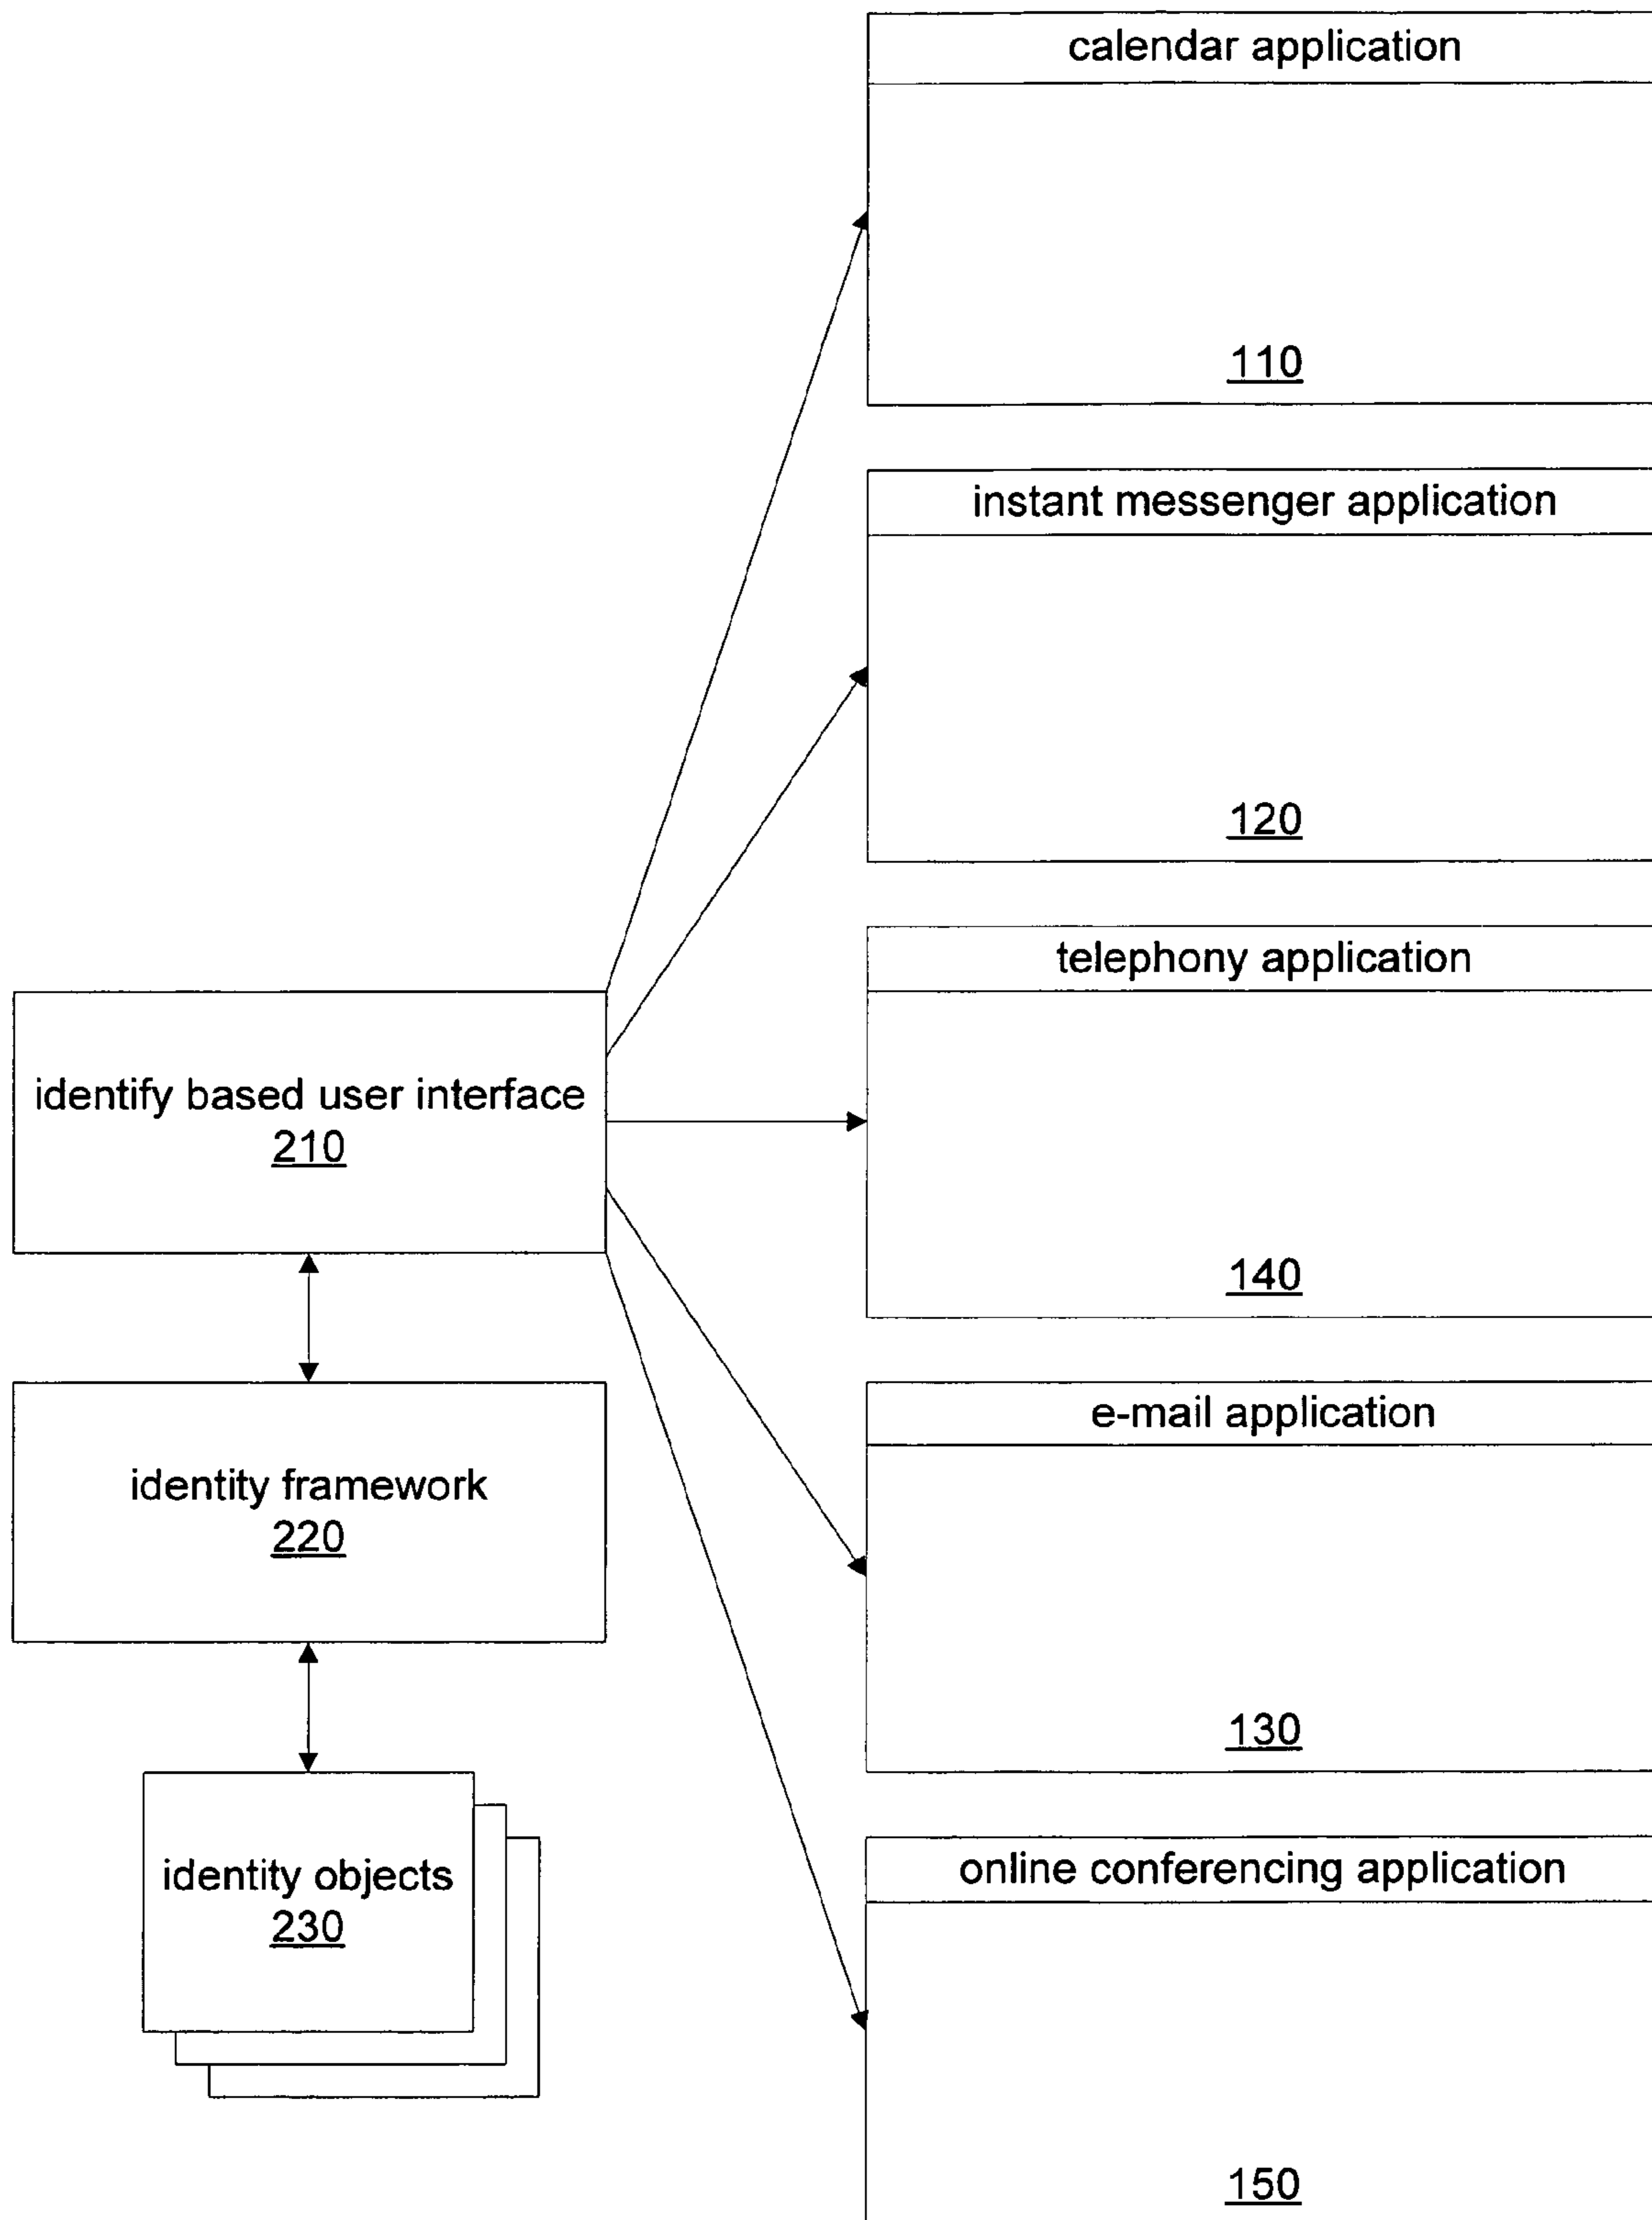 calendar application
110
instant messenger application
120
telephony application
140
identify based user interface
210
identity framework
220
e-mail application
130
identity objects
230
online conferencing application
150